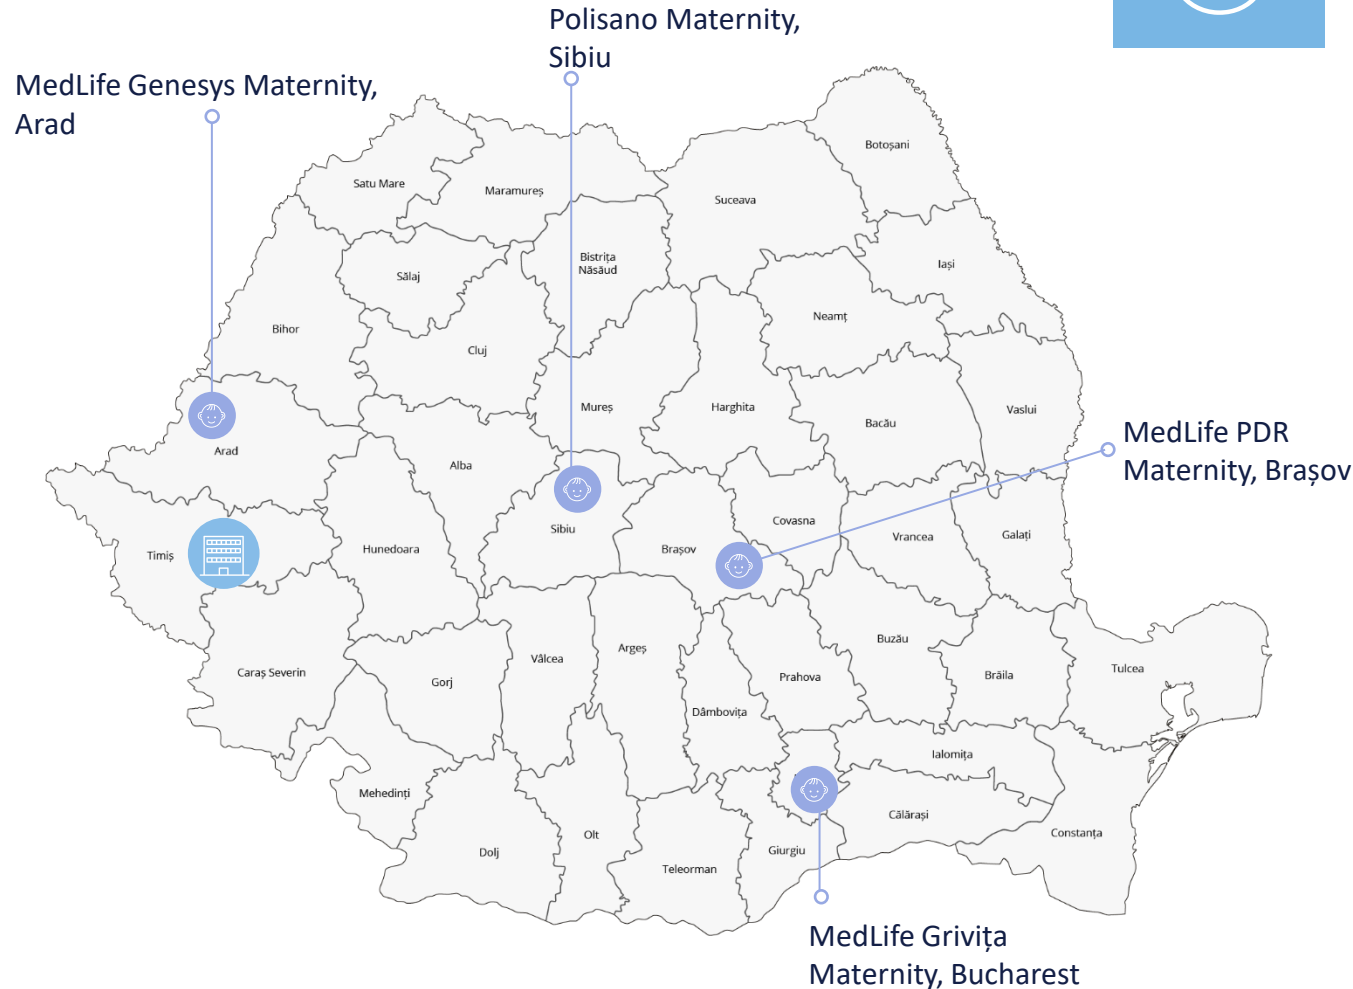 Polisano Maternity,
Sibiu
MedLife Genesys Maternity,
Arad
Botoșani
Satu Mare
Maramureș
Suceava
Bistrița
Năsăud
Iași
Sălaj
Neamț
Bihor
Cluj
Mureș
Harghita
Vaslui
Bacău
MedLife PDR
Maternity, Brașov
Arad
Alba
Covasna
Sibiu
Vrancea
Galați
Timiș
Hunedoara
Brașov
Buzău
Argeș
Vâlcea
Tulcea
Caraș Severin
Gorj
Prahova
Brăila
Dâmbovița
Ialomița
Mehedinți
Călărași
Constanța
Olt
Dolj
Giurgiu
Teleorman
MedLife Grivița
Maternity, Bucharest